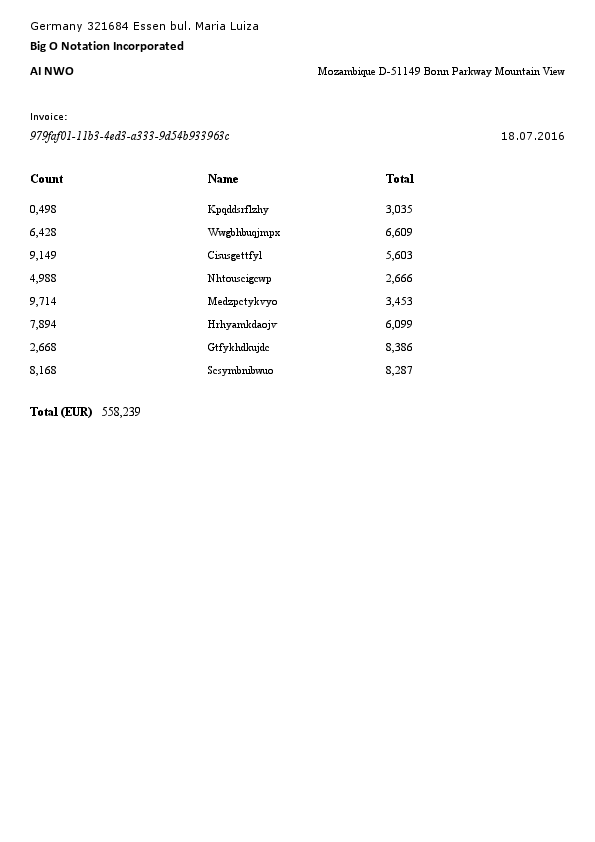 Germany 321684 Essen bul. Maria Luiza
Big O Notation Incorporated
AI NWO Mozambique D-51149 Bonn Parkway Mountain View
Invoice:
979faf01-11b3-4ed3-a333-9d54b933963c 18.07.2016
Count Name Total
0,498 Kpqddsrflzhy 3,035
6,428 Wwgbhbuqjmpx 6,609
9,149 Cisusgettfyl 5,603
4,988 Nhtouseigewp 2,666
9,714 Medzpetykvyo 3,453
7,894 Hrhyamkdaojv 6,099
2,668 Gtfykhdkujde 8,386
8,168 Scsymbnibwuo 8,287
Total (EUR) 558,239